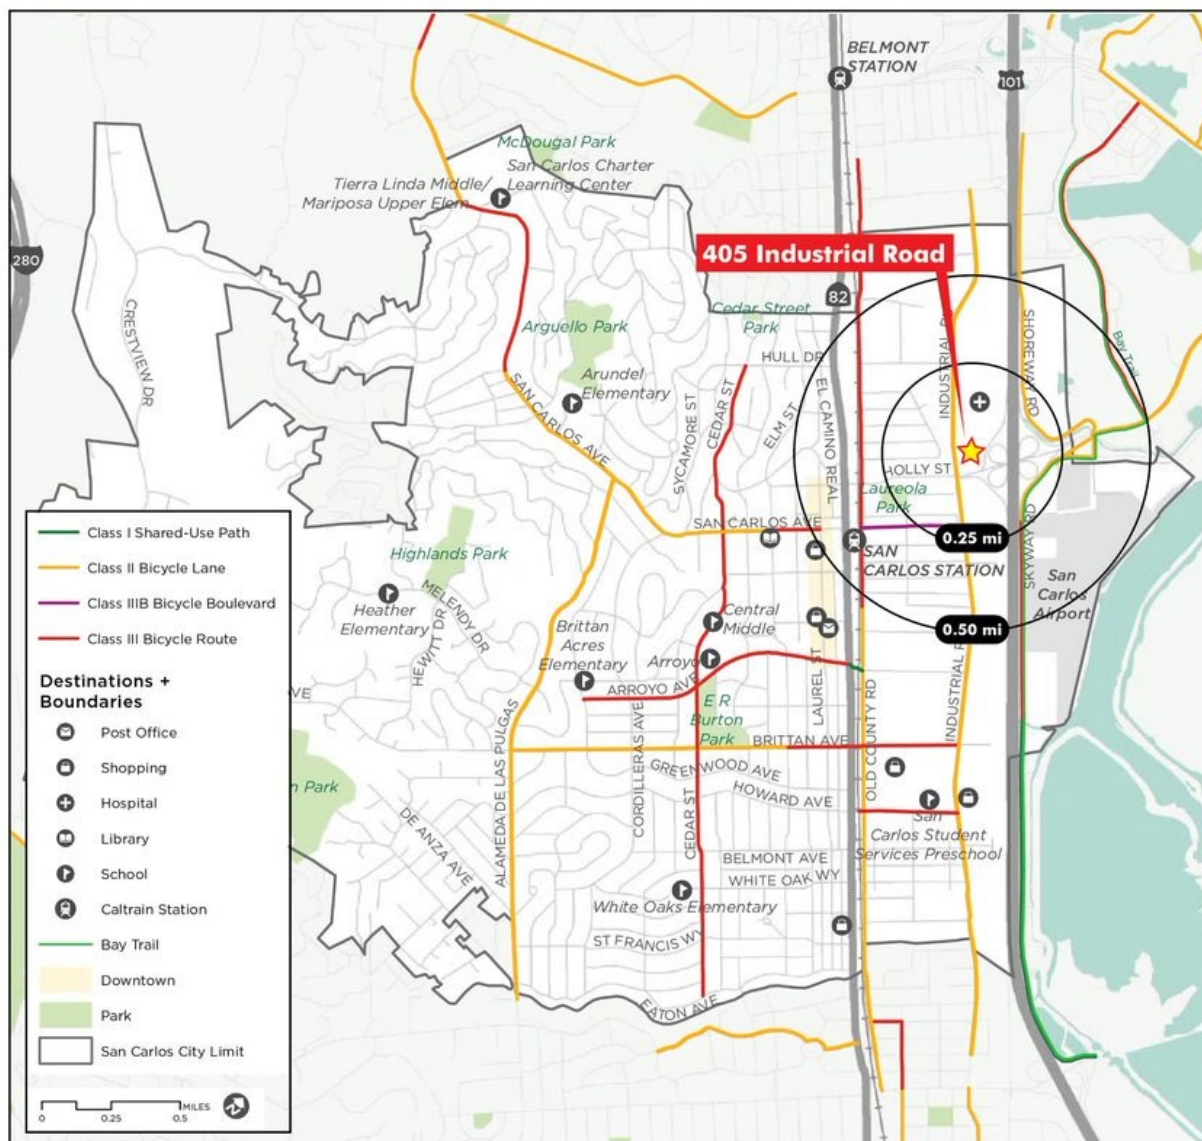 BELMONT
STATION
101
McDougal Park
San Carlos Charter
Learning Center
Tierra Linda Middle/
Mariposa Upper Elem
280
405 Industrial Road
82
CRESTVIEW DR
Arguello Park
Cedar Street
Park
HULL DR
INDUSTRIAL R
SHOREWAY RD
Bay Trail
Arundel
Elementary
SAN CARLOS AVE
SYCAMORE ST
CEDAR ST
ELM ST
EL CAMINO REAL
HOLLY ST
Laureola
Park
SAN CARLOS AVE
0.25 mi
SAN
CARLOS STATION
SKYWAY RD
San
Carlos
Airport
Highlands Park
Heather
Elementary
MELENDY DR
HEWITT DR
Brittan
Acres
Elementary
Central
Middle
0.50 mi
Arroyo
ARROYO AVE
LAUREL ST
E R
Burton
Park
INDUSTRIAL R
OLD COUNTY RD
VE
ALAMEDA DE LAS PULGAS
CORDILLERAS AVE
BRITTAN AVE
GREENWOOD AVE
HOWARD AVE
n Park
DE ANZA AVE
CEDAR ST
San
Carlos Student
Services Preschool
BELMONT AVE
WHITE OAK WY
White Oaks Elementary
ST FRANCIS WY
EATON AVE
Class I Shared-Use Path
Class II Bicycle Lane
Class IIIB Bicycle Boulevard
Class III Bicycle Route
Destinations +
Boundaries
Post Office
Shopping
Hospital
Library
School
Caltrain Station
Bay Trail
Downtown
Park
San Carlos City Limit
MILES
0 0.25 0.5
N